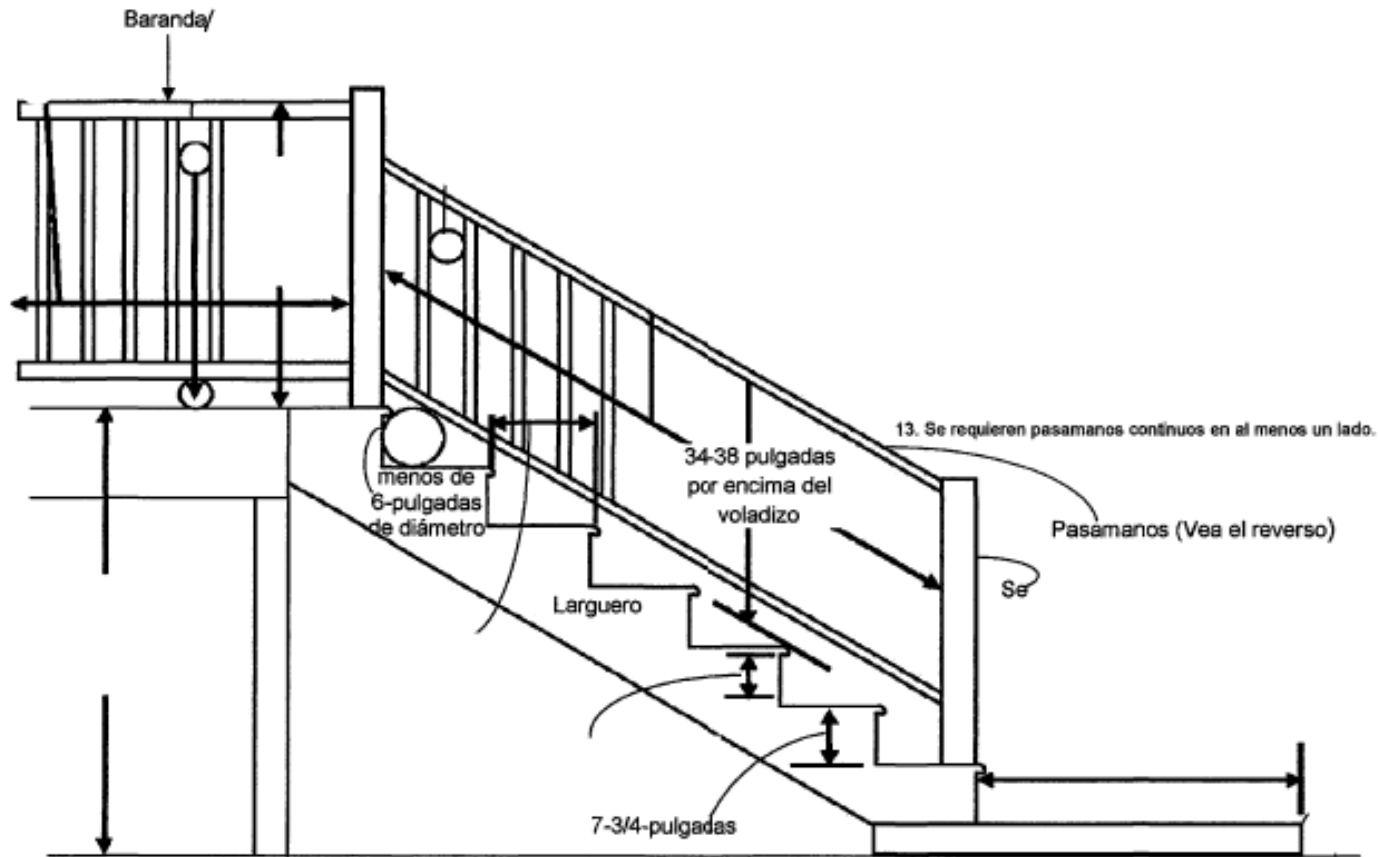 Baranda/
13. Se requieren pasamanos continuos en al menos un lado.
34-38 pulgadas
por encima del
voladizo
menos de
6-pulgadas
de diámetro
Pasamanos (Vea el reverso)
Se
Larguero
7-3/4-pulgadas